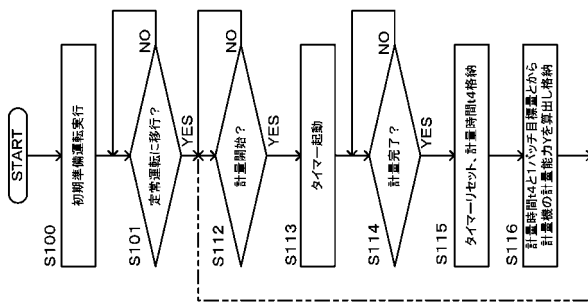 START
S100
初期準備運転実行
S101
定常運転に移行？
NO
YES
S112
計量開始？
NO
YES
S113
タイマー起動
S114
計量完了？
NO
YES
S115
タイマーリセット、計量時間t4格納
S116
計量時間t4と1バッチ目標量とから
計量機の計量能力Yを算出し格納